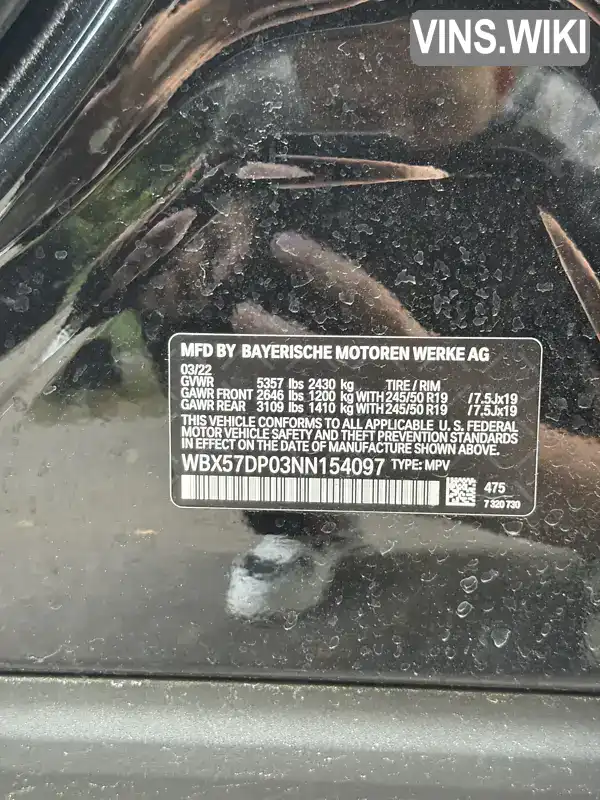 VINS.WIKI
MFD BY BAYERISCHE MOTOREN WERKE AG
03/22
GVWR 5357 lbs 2430 kg TIRE / RIM
GAWR FRONT 2646 lbs 1200 kg WITH 245/50 R19 / 7.5Jx19
GAWR REAR 3109 lbs 1410 kg WITH 245/50 R19 / 7.5Jx19
THIS VEHICLE CONFORMS TO ALL APPLICABLE U. S. FEDERAL
MOTOR VEHICLE SAFETY AND THEFT PREVENTION STANDARDS
IN EFFECT ON THE DATE OF MANUFACTURE SHOWN ABOVE.
WBX57DP03NN154097 TYPE: MPV
475
7 320 730